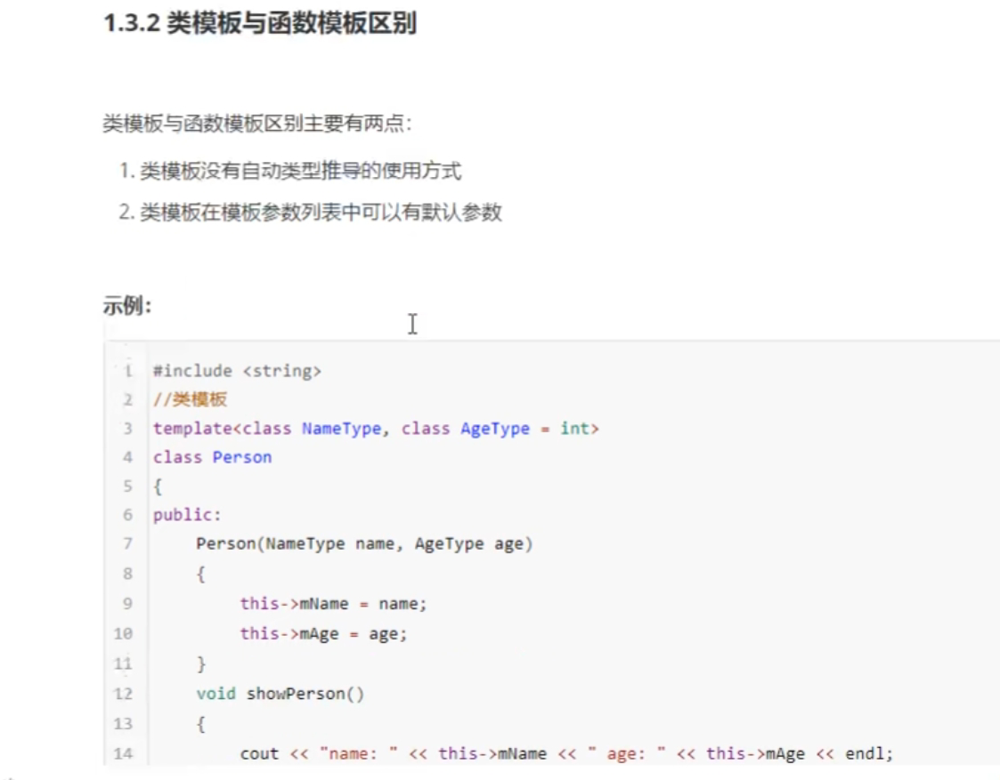 1.3.2 类模板与函数模板区别
类模板与函数模板区别主要有两点：
1. 类模板没有自动类型推导的使用方式
2. 类模板在模板参数列表中可以有默认参数
示例：
1 #include <string>
2 //类模板
3 template<class NameType, class AgeType = int>
4 class Person
5 {
6 public:
7     Person(NameType name, AgeType age)
8     {
9         this->mName = name;
10         this->mAge = age;
11     }
12     void showPerson()
13     {
14         cout << "name: " << this->mName << " age: " << this->mAge << endl;